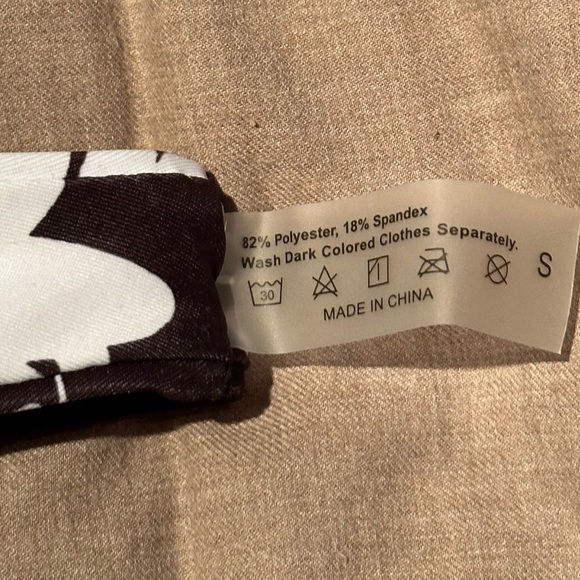 82% Polyester, 18% Spandex
Wash Dark Colored Clothes Separately.
30
S
MADE IN CHINA